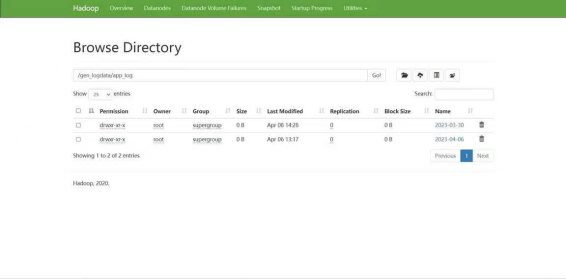 Hadoop Overview Datanodes Datanode Volume Failures Snapshot Startup Progress Utilities
Browse Directory
/gen_logdata/app_log Go!
Show 25 entries Search:
Permission Owner Group Size Last Modified Replication Block Size Name
drwxr-xr-x root supergroup 0 B Apr 06 14:28 0 0 B 2023-03-30
drwxr-xr-x root supergroup 0 B Apr 06 13:17 0 0 B 2023-04-06
Showing 1 to 2 of 2 entries Previous 1 Next
Hadoop, 2020.